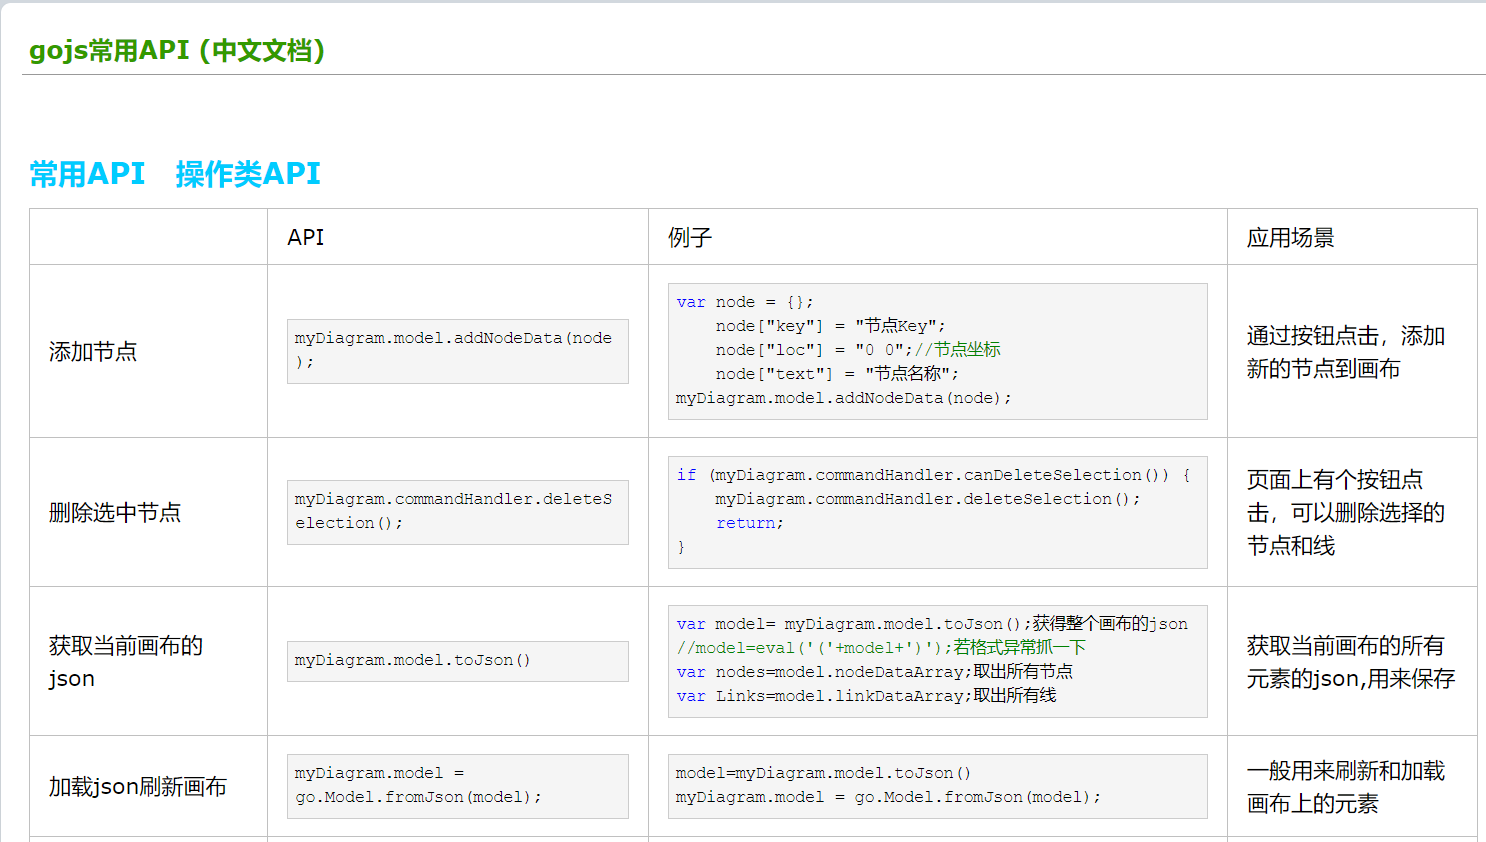 gojs常用API (中文文档)
常用API 操作类API
API
例子
应用场景
添加节点
myDiagram.model.addNodeData(node
);
var node = {};
node["key"] = "节点Key";
node["loc"] = "0 0";//节点坐标
node["text"] = "节点名称";
myDiagram.model.addNodeData(node);
通过按钮点击，添加
新的节点到画布
删除选中节点
myDiagram.commandHandler.deleteS
election();
if (myDiagram.commandHandler.canDeleteSelection()) {
myDiagram.commandHandler.deleteSelection();
return;
}
页面上有个按钮点
击，可以删除选择的
节点和线
获取当前画布的
json
myDiagram.model.toJson()
var model= myDiagram.model.toJson();获得整个画布的json
//model=eval('('+model+')');若格式异常抓一下
var nodes=model.nodeDataArray;取出所有节点
var Links=model.linkDataArray;取出所有线
获取当前画布的所有
元素的json,用来保存
加载json刷新画布
myDiagram.model =
go.Model.fromJson(model);
model=myDiagram.model.toJson()
myDiagram.model = go.Model.fromJson(model);
一般用来刷新和加载
画布上的元素